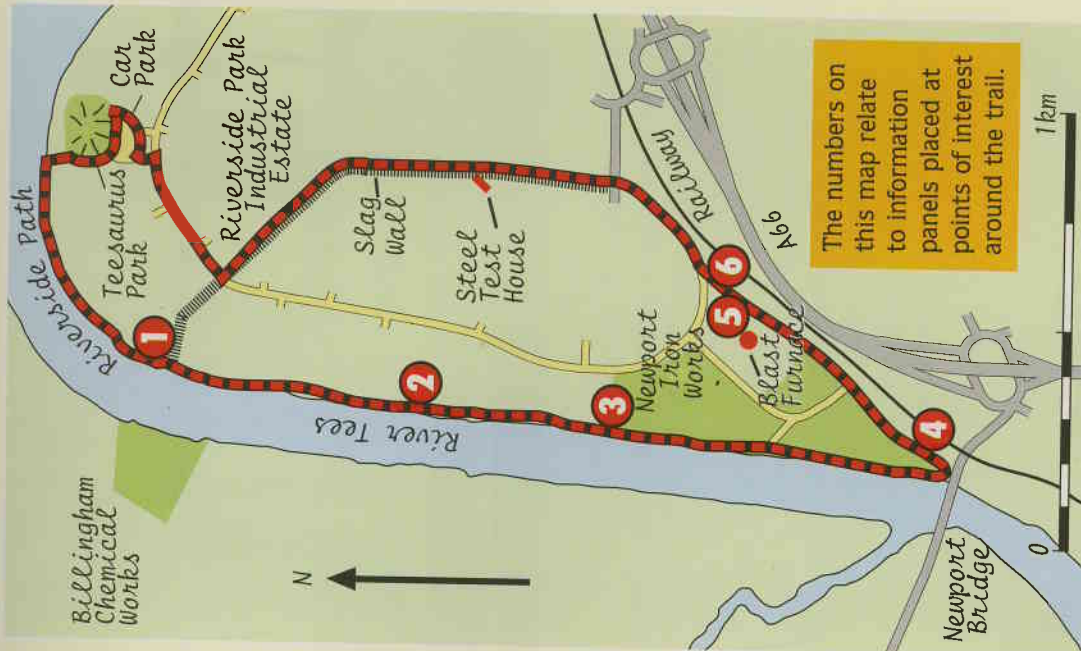 Riverside Path
Teesaurus
Park
Car
Park
Riverside Park
Industrial
Estate
1
Billingham
Chemical
Works
River Tees
2
Slag
Wall
Steel
Test
House
N
3
Newport
Iron
Works
5
Blast
Furnace
6
Railway
A66
4
Newport
Bridge
0
1km
The numbers on
this map relate
to information
panels placed at
points of interest
around the trail.